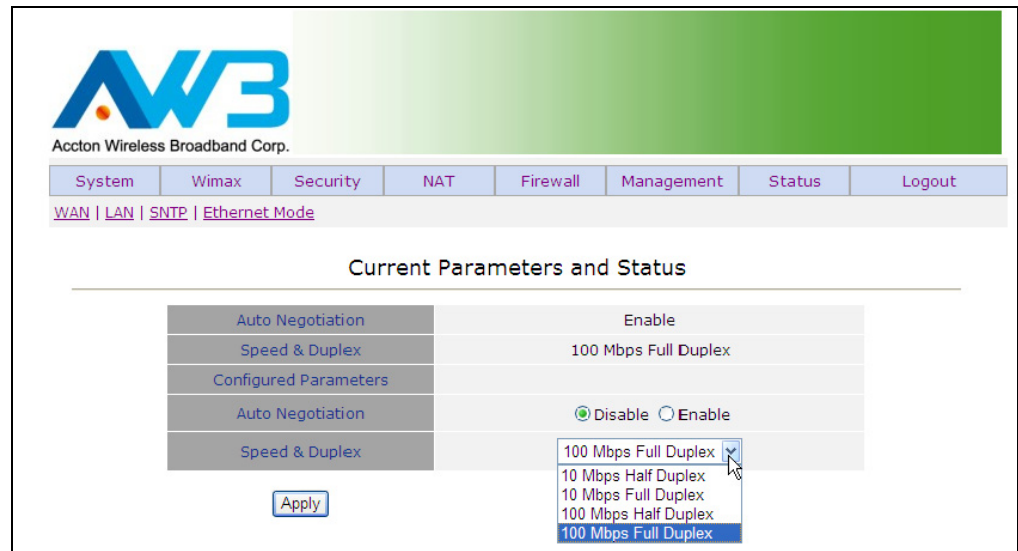 AWB
Accton Wireless Broadband Corp.
System Wimax Security NAT Firewall Management Status Logout
WAN | LAN | SNTP | Ethernet Mode
Current Parameters and Status
Auto Negotiation Enable
Speed & Duplex 100 Mbps Full Duplex
Configured Parameters
Auto Negotiation Disable Enable
Speed & Duplex 100 Mbps Full Duplex
10 Mbps Half Duplex
10 Mbps Full Duplex
100 Mbps Half Duplex
100 Mbps Full Duplex
Apply